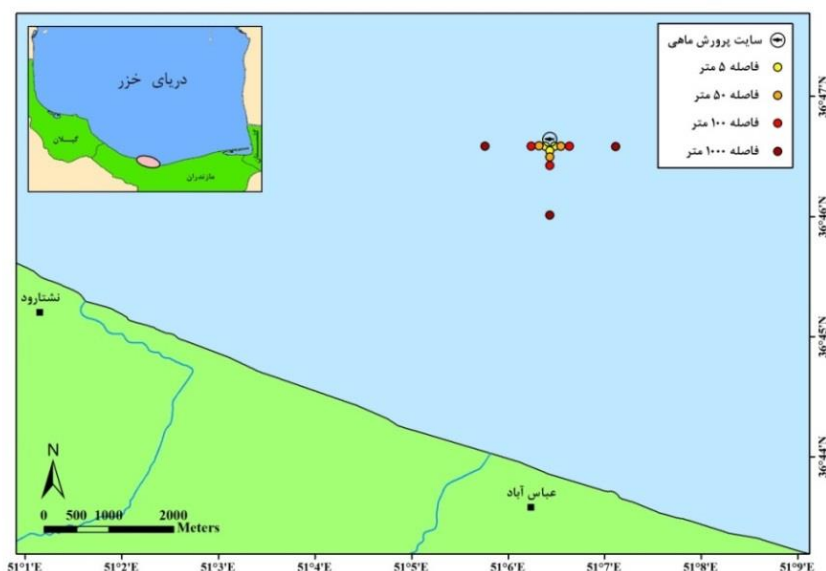 دریای خزر
گیلان
مازندران
سایت پرورش ماهی
فاصله ۵ متر
فاصله ۵۰ متر
فاصله ۱۰۰ متر
فاصله ۱۰۰۰ متر
36°47'N
36°46'N
36°45'N
36°44'N
نشتارود
عباس آباد
N
0 500 1000 2000
Meters
51°1'E 51°2'E 51°3'E 51°4'E 51°5'E 51°6'E 51°7'E 51°8'E 51°9'E